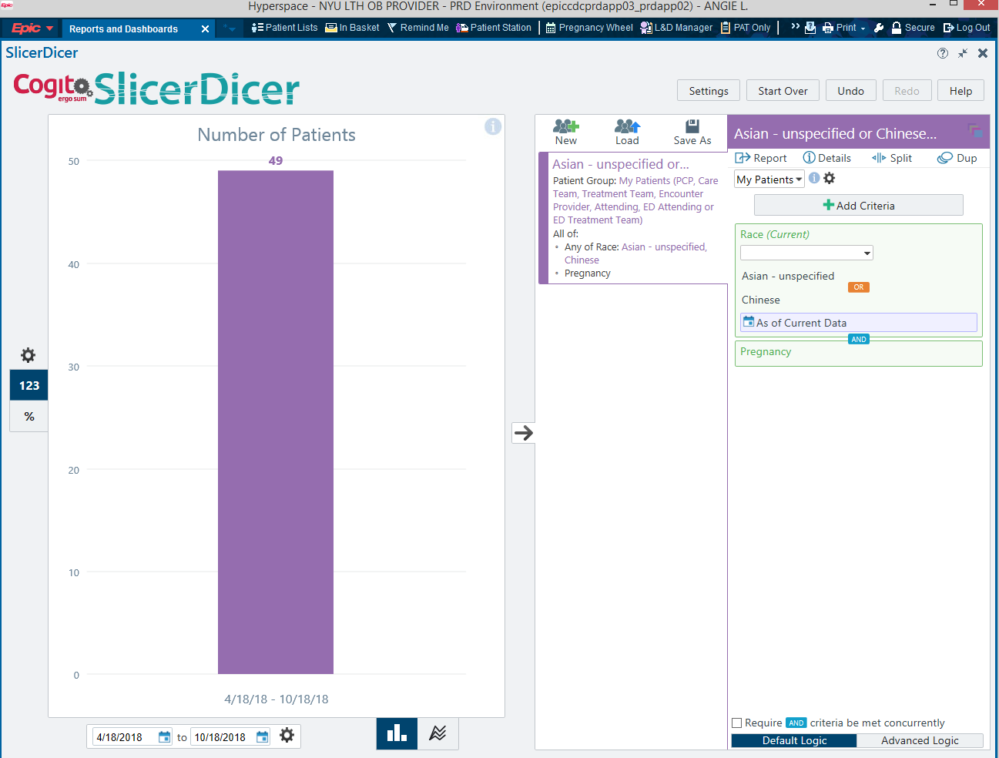 Hyperspace - NYU LTH OB PROVIDER - PRD Environment (epiccdcprdapp03_prdapp02) - ANGIE L.
Epic
Epic
Reports and Dashboards
Patient Lists
In Basket
Remind Me
Patient Station
Pregnancy Wheel
L&D Manager
PAT Only
Print
Secure
Log Out
SlicerDicer
Cogito
ergo sum
SlicerDicer
Settings
Start Over
Undo
Redo
Help
Number of Patients
50
49
40
30
20
10
0
4/18/18 - 10/18/18
123
%
4/18/2018 to 10/18/2018
New
Load
Save As
Asian - unspecified or...
Patient Group: My Patients (PCP, Care
Team, Treatment Team, Encounter
Provider, Attending, ED Attending or
ED Treatment Team)
All of:
◦ Any of Race: Asian - unspecified,
Chinese
◦ Pregnancy
Asian - unspecified or Chinese...
Report
Details
Split
Dup
My Patients
Add Criteria
Race (Current)
Asian - unspecified
OR
Chinese
As of Current Data
AND
Pregnancy
Require AND criteria be met concurrently
Default Logic
Advanced Logic